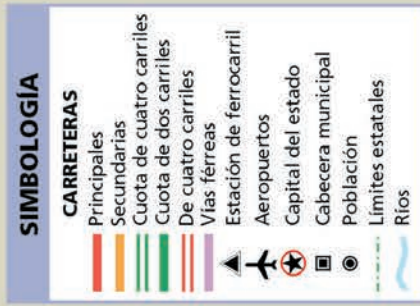 SIMBOLOGÍA
CARRETERAS
Principales
Secundarias
Cuota de cuatro carriles
Cuota de dos carriles
De cuatro carriles
Vías férreas
Estación de ferrocarril
Aeropuertos
Capital del estado
Cabecera municipal
Población
Límites estatales
Ríos